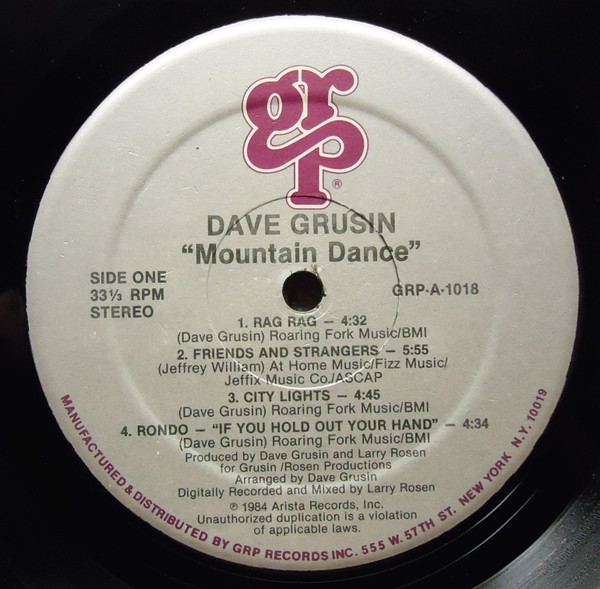 grp
®
DAVE GRUSIN
“Mountain Dance”
SIDE ONE
33⅓ RPM
STEREO
GRP-A-1018
1. RAG RAG – 4:32
(Dave Grusin) Roaring Fork Music/BMI
2. FRIENDS AND STRANGERS – 5:55
(Jeffrey William) At Home Music/Fizz Music/
Jeffix Music Co./ASCAP
3. CITY LIGHTS – 4:45
(Dave Grusin) Roaring Fork Music/BMI
4. RONDO – “IF YOU HOLD OUT YOUR HAND” – 4:34
(Dave Grusin) Roaring Fork Music/BMI
Produced by Dave Grusin and Larry Rosen
for Grusin /Rosen Productions
Arranged by Dave Grusin
Digitally Recorded and Mixed by Larry Rosen
℗ 1984 Arista Records, Inc.
Unauthorized duplication is a violation
of applicable laws.
MANUFACTURED & DISTRIBUTED BY GRP RECORDS INC. 555 W. 57TH ST. NEW YORK N.Y. 10019